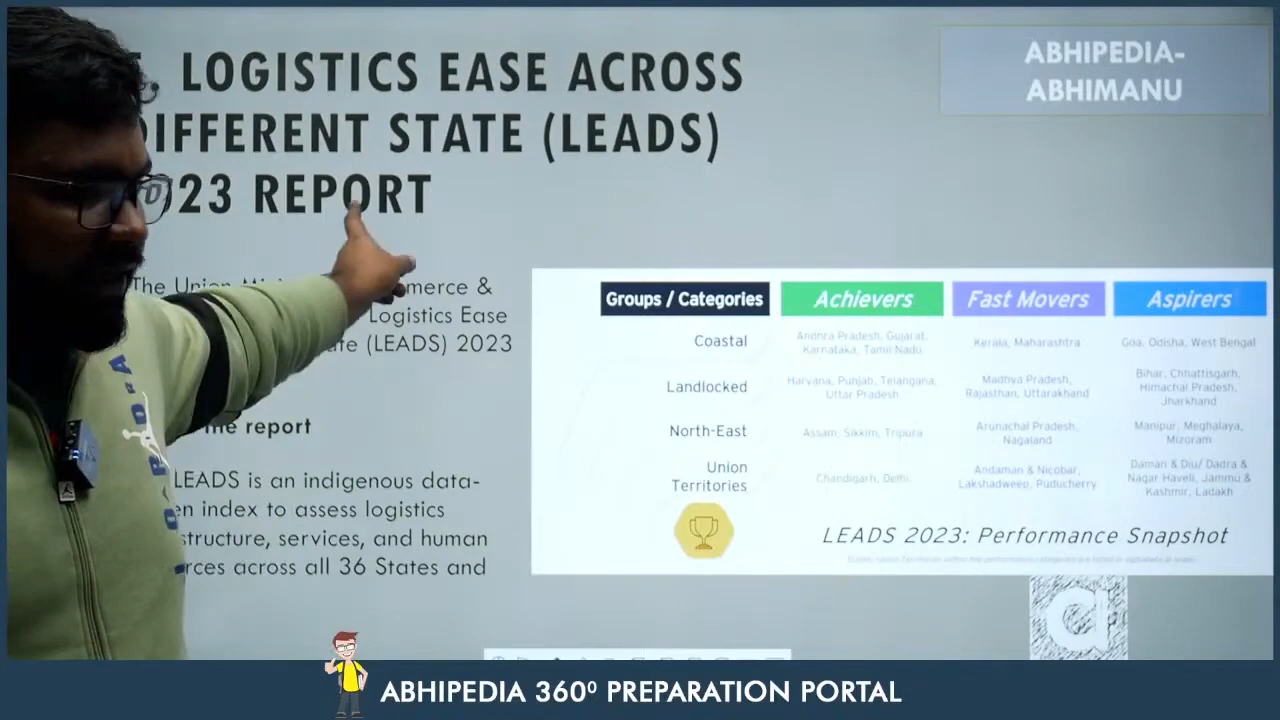 . LOGISTICS EASE ACROSS
DIFFERENT STATE (LEADS)
2023 REPORT
ABHIPEDIA-
ABHIMANU
The Union merce &
Logistics Ease
(LEADS) 2023
the report
LEADS is an indigenous data-
en index to assess logistics
structure, services, and human
rces across all 36 States and
Groups / Categories Achievers Fast Movers Aspirers
Coastal
Andhra Pradesh, Gujarat,
Karnataka, Tamil Nadu
Kerala, Maharashtra
Goa, Odisha, West Bengal
Landlocked
Haryana, Punjab, Telangana,
Uttar Pradesh
Madhya Pradesh,
Rajasthan, Uttarakhand
Bihar, Chhattisgarh,
Himachal Pradesh,
Jharkhand
North-East
Assam, Sikkim, Tripura
Arunachal Pradesh,
Nagaland
Manipur, Meghalaya,
Mizoram
Union
Territories
Chandigarh, Delhi
Andaman & Nicobar,
Lakshadweep, Puducherry
Daman & Diu/ Dadra &
Nagar Haveli, Jammu &
Kashmir, Ladakh
LEADS 2023: Performance Snapshot
a
ABHIPEDIA 360⁰ PREPARATION PORTAL